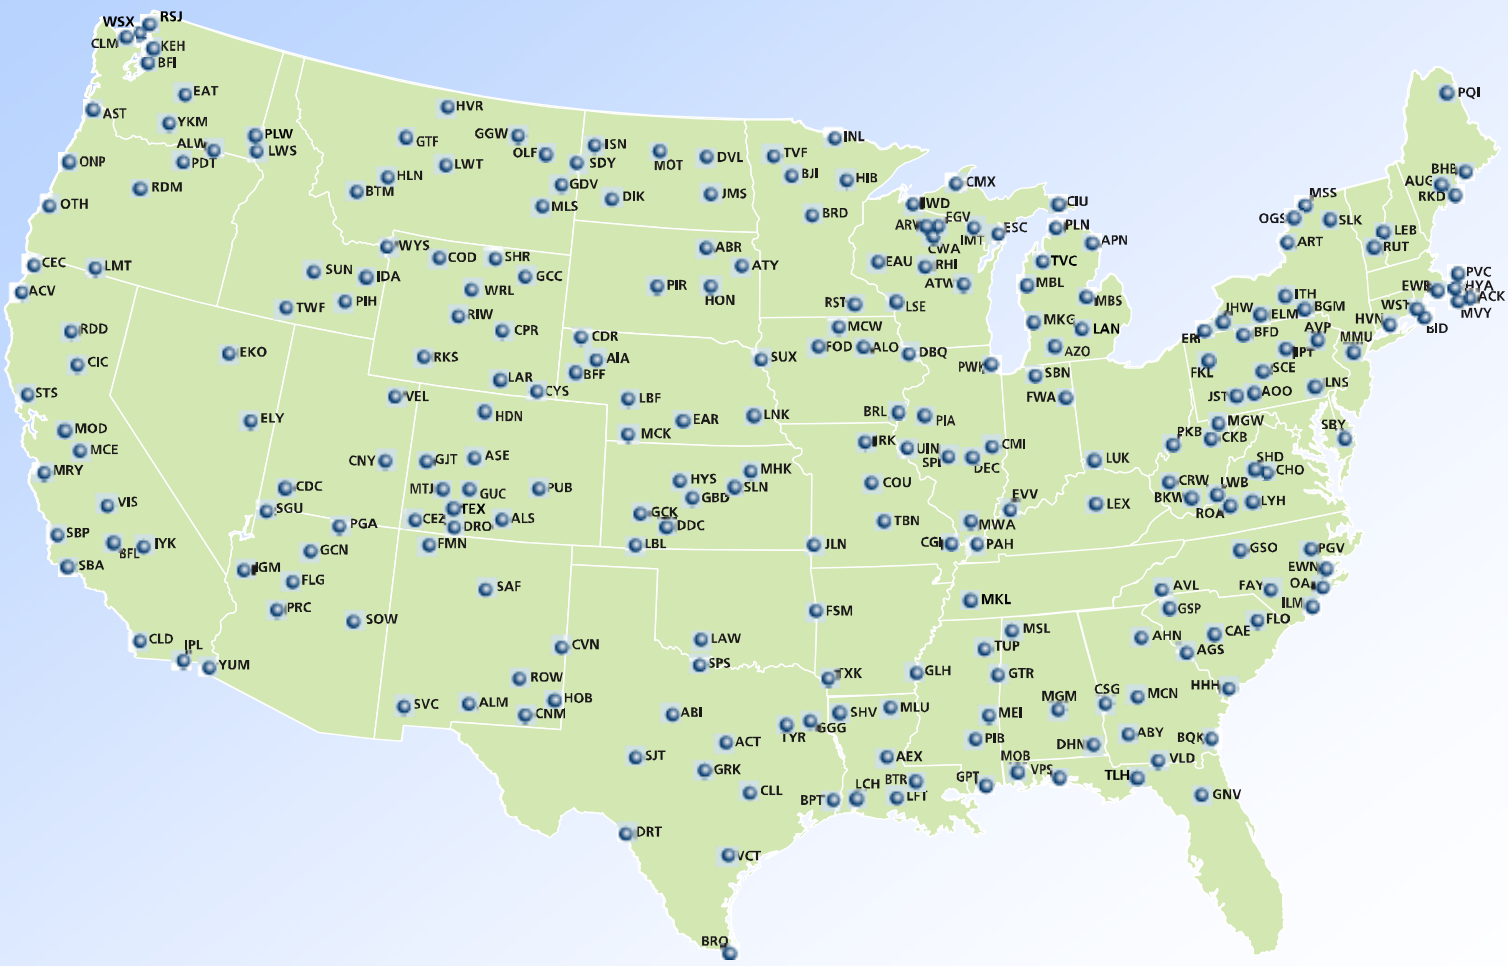 WSX
RSJ
CLM
KEH
BFI
EAT
AST
YKM
PLW
ALW
LWS
PDT
ONP
RDM
OTH
CEC
LMT
ACV
RDD
CIC
STS
MOD
MCE
MRY
VIS
SBP
BFL
IYK
SBA
CLD
IPL
YUM
EKO
ELY
HVR
GTF
GGW
OLF
LWT
HLN
BTM
SDY
GDV
MLS
WYS
SUN
IDA
PIH
TWF
COD
SHR
GCC
WRL
RIW
CPR
RKS
LAR
CYS
VEL
CNY
CDC
SGU
PGA
GCN
IGM
FLG
PRC
SOW
HDN
GJT
ASE
MTJ
GUC
PUB
TEX
CEZ
DRO
ALS
FMN
SAF
CVN
ROW
HOB
SVC
ALM
CNM
ISN
MOT
DVL
DIK
JMS
ABR
ATY
PIR
HON
CDR
AIA
BFF
LBF
EAR
LNK
MCK
SUX
HYS
MHK
SLN
GBD
GCK
DDC
LBL
LAW
SPS
ABI
TYR
GGG
ACT
SJT
GRK
CLL
BPT
DRT
VCT
BRO
INL
TVF
BJI
HIB
BRD
RST
MCW
FOD
ALO
DBQ
BRL
IRK
COU
TBN
JLN
CGI
FSM
TXK
SHV
MLU
AEX
LCH
BTR
LFT
CMX
IWD
ARV
EGV
CWA
IMT
ESC
RHI
EAU
ATW
LSE
CIU
PLN
APN
TVC
MBL
MBS
MKG
LAN
AZO
PWK
SBN
FWA
PIA
UIN
SPI
DEC
CMI
MWA
EVV
PAH
LUK
LEX
MKL
MSL
TUP
GLH
GTR
MEI
PIB
GPT
MGM
MOB
DHN
VPS
CSG
MCN
AHN
AGS
ABY
VLD
BQK
TLH
GNV
GSP
CAE
FLO
HHH
AVL
GSO
PGV
EWN
FAY
OA
ILM
PKB
MGW
CKB
CRW
BKW
LWB
ROA
SHD
CHO
LYH
SBY
ERI
JHW
ELM
ITH
BGM
BFD
AVP
IPT
FKL
SCE
JST
AOO
LNS
MMU
MSS
OGS
SLK
ART
LEB
RUT
PQI
BHB
AUG
RKD
PVC
HYA
ACK
MVY
EWB
WST
BID
HVN